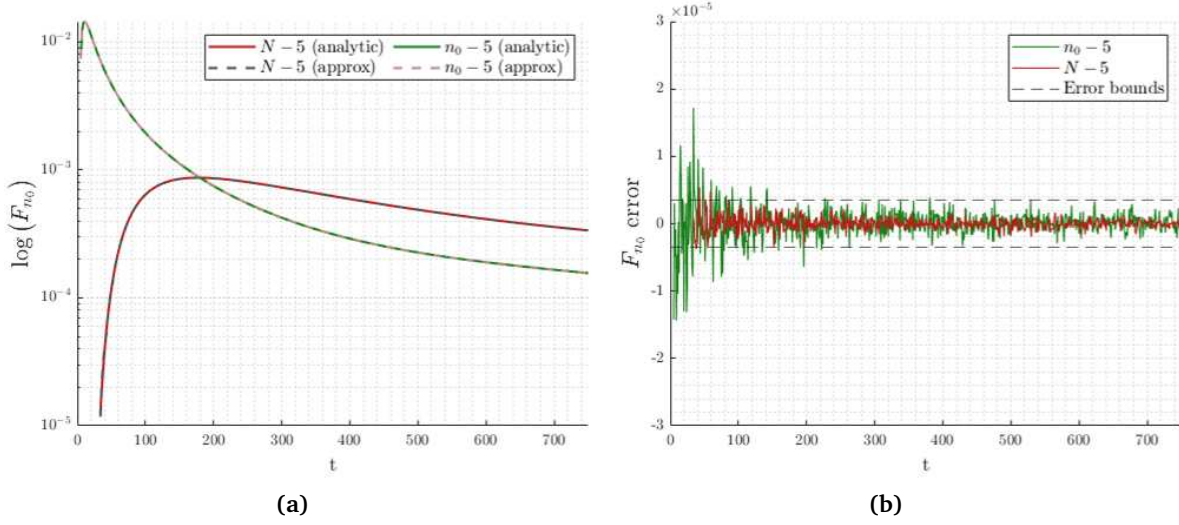 10⁻²
10⁻³
10⁻⁴
10⁻⁵
log (Fₙ₀)
N − 5 (analytic) n₀ − 5 (analytic)
N − 5 (approx) n₀ − 5 (approx)
0 100 200 300 400 500 600 700
t
(a)
×10⁻⁵
3
2
1
0
-1
-2
-3
Fₙ₀ error
n₀ − 5
N − 5
Error bounds
0 100 200 300 400 500 600 700
t
(b)